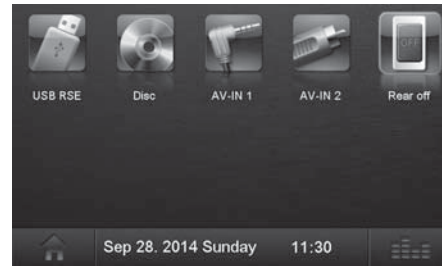 OFF
USB RSE Disc AV-IN 1 AV-IN 2 Rear off
Sep 28. 2014 Sunday 11:30